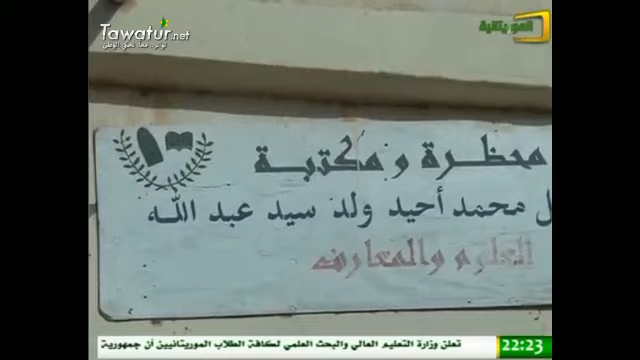 Tawatur.net
الموريتانية
محظرة ومكتبة
ل محمد أحيد ولد سيد عبد الله
العلوم والمعارف
تعلن وزارة التعليم العالي والبحث العلمي لكافة الطلاب الموريتانيين أن جمهورية
22:23